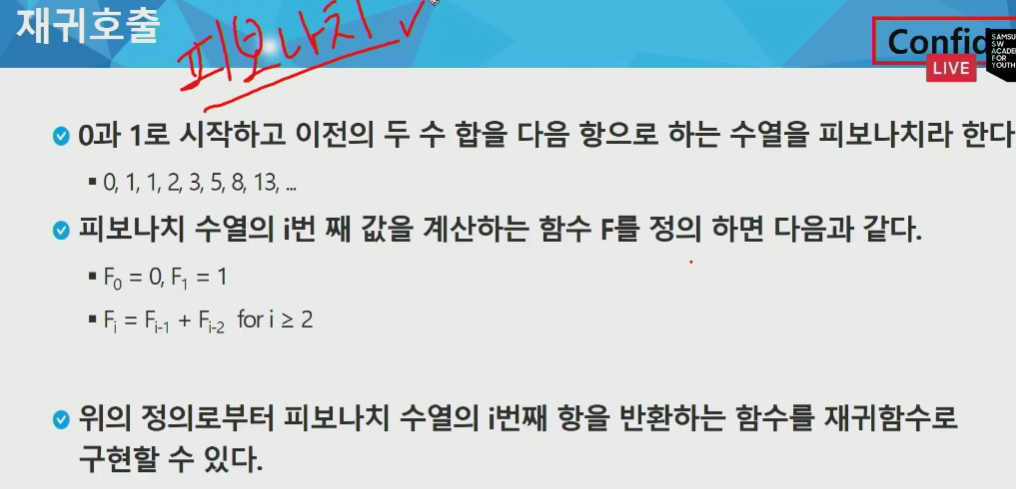 재귀호출
피보나치
Confid
LIVE
SAMSU
SW
ACADE
FOR
YOUTH
0과 1로 시작하고 이전의 두 수 합을 다음 항으로 하는 수열을 피보나치라 한다
▪ 0, 1, 1, 2, 3, 5, 8, 13, ...
피보나치 수열의 i번 째 값을 계산하는 함수 F를 정의 하면 다음과 같다.
▪ F₀ = 0, F₁ = 1
▪ Fᵢ = Fᵢ₋₁ + Fᵢ₋₂ for i ≥ 2
위의 정의로부터 피보나치 수열의 i번째 항을 반환하는 함수를 재귀함수로
구현할 수 있다.